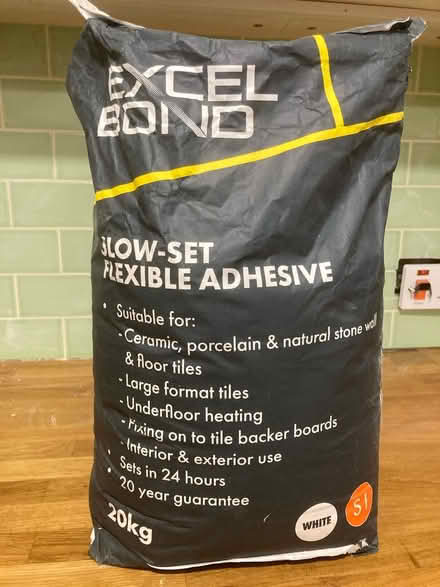 EXCEL
BOND
SLOW-SET
FLEXIBLE ADHESIVE
• Suitable for:
- Ceramic, porcelain & natural stone wall
& floor tiles
- Large format tiles
- Underfloor heating
- Fixing on to tile backer boards
- Interior & exterior use
• Sets in 24 hours
• 20 year guarantee
20kg
WHITE
S1